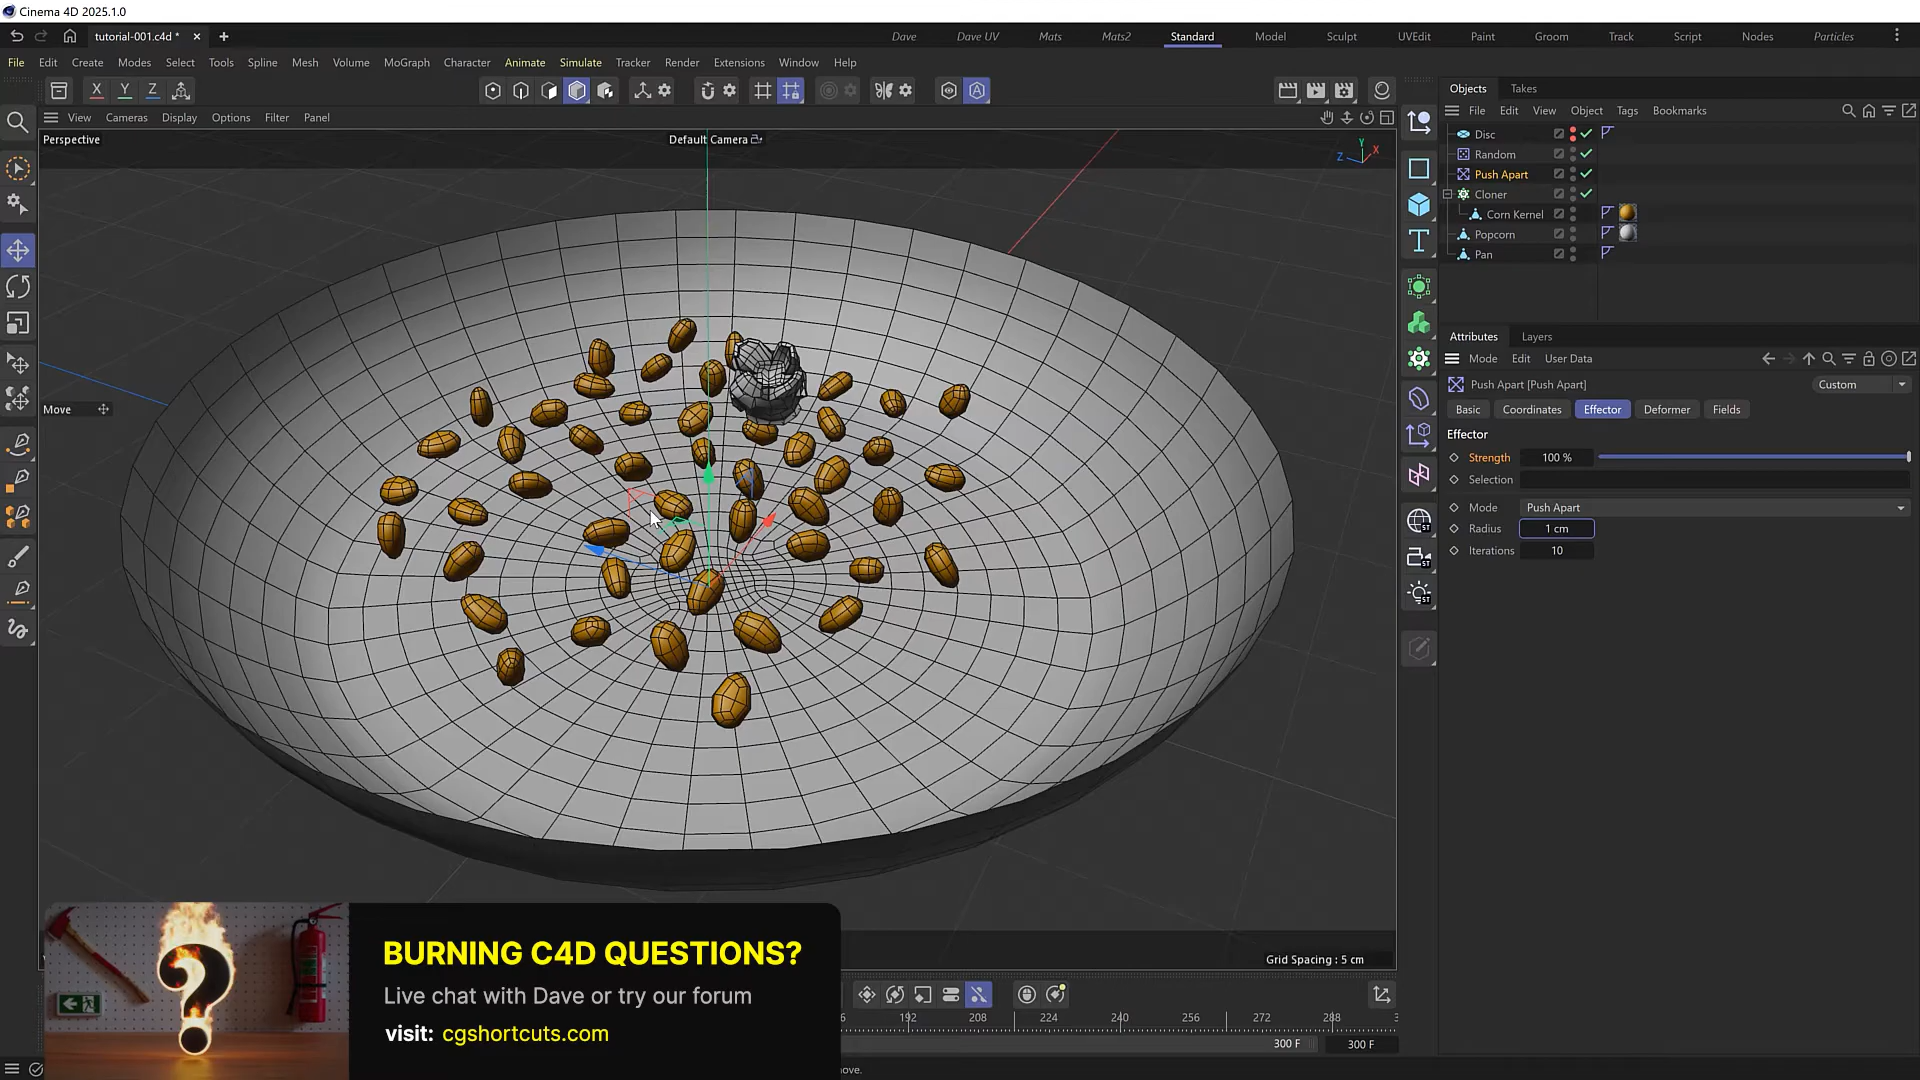 Cinema 4D 2025.1.0
tutorial-001.c4d *
Dave
Dave UV
Mats
Mats2
Standard
Model
Sculpt
UVEdit
Paint
Groom
Track
Script
Nodes
Particles
File Edit Create Modes Select Tools Spline Mesh Volume MoGraph Character Animate Simulate Tracker Render Extensions Window Help
X Y Z
View Cameras Display Options Filter Panel
Perspective
Default Camera
Y
X
Z
Move
Grid Spacing : 5 cm
Objects Takes
File Edit View Object Tags Bookmarks
Disc
Random
Push Apart
Cloner
Corn Kernel
Popcorn
Pan
Attributes Layers
Mode Edit User Data
Push Apart [Push Apart]
Custom
Basic Coordinates Effector Deformer Fields
Effector
Strength 100 %
Selection
Mode Push Apart
Radius 1 cm
Iterations 10
ST
ST
ST
BURNING C4D QUESTIONS?
Live chat with Dave or try our forum
visit: cgshortcuts.com
192 208 224 240 256 272 288
300 F
300 F